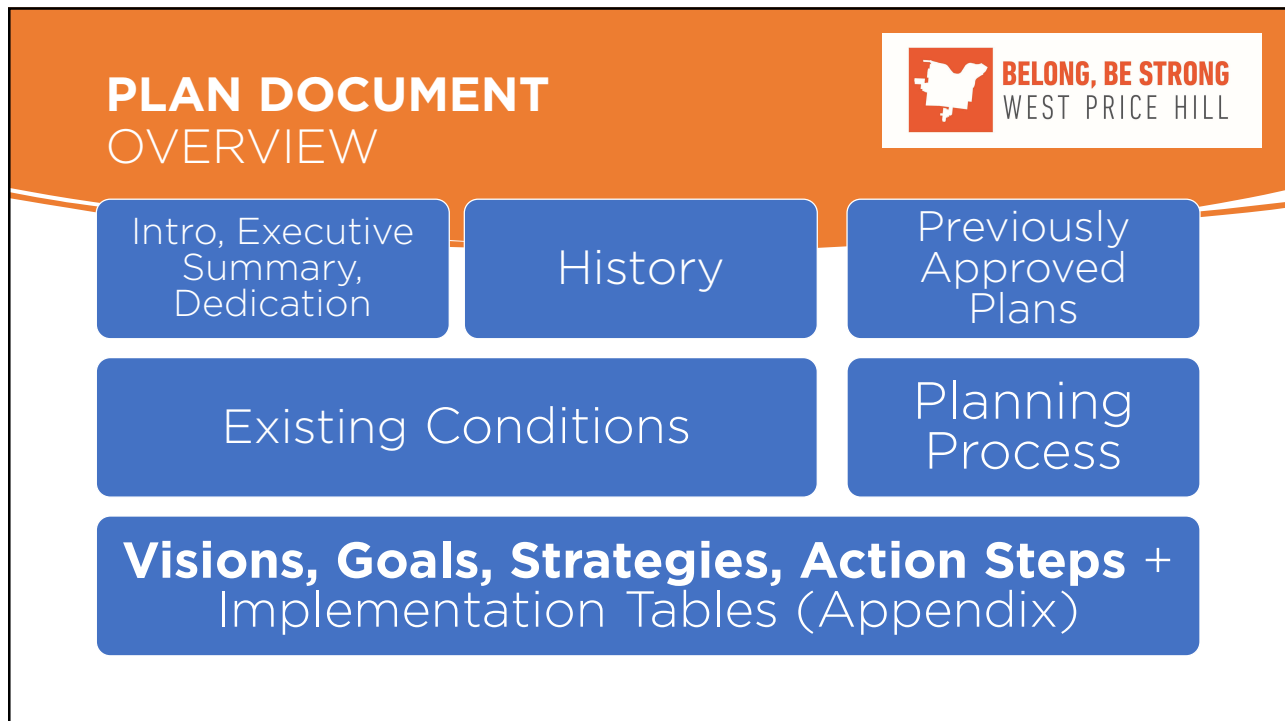 PLAN DOCUMENT
OVERVIEW
BELONG, BE STRONG
WEST PRICE HILL
Intro, Executive
Summary,
Dedication
History
Previously
Approved
Plans
Existing Conditions
Planning
Process
Visions, Goals, Strategies, Action Steps +
Implementation Tables (Appendix)